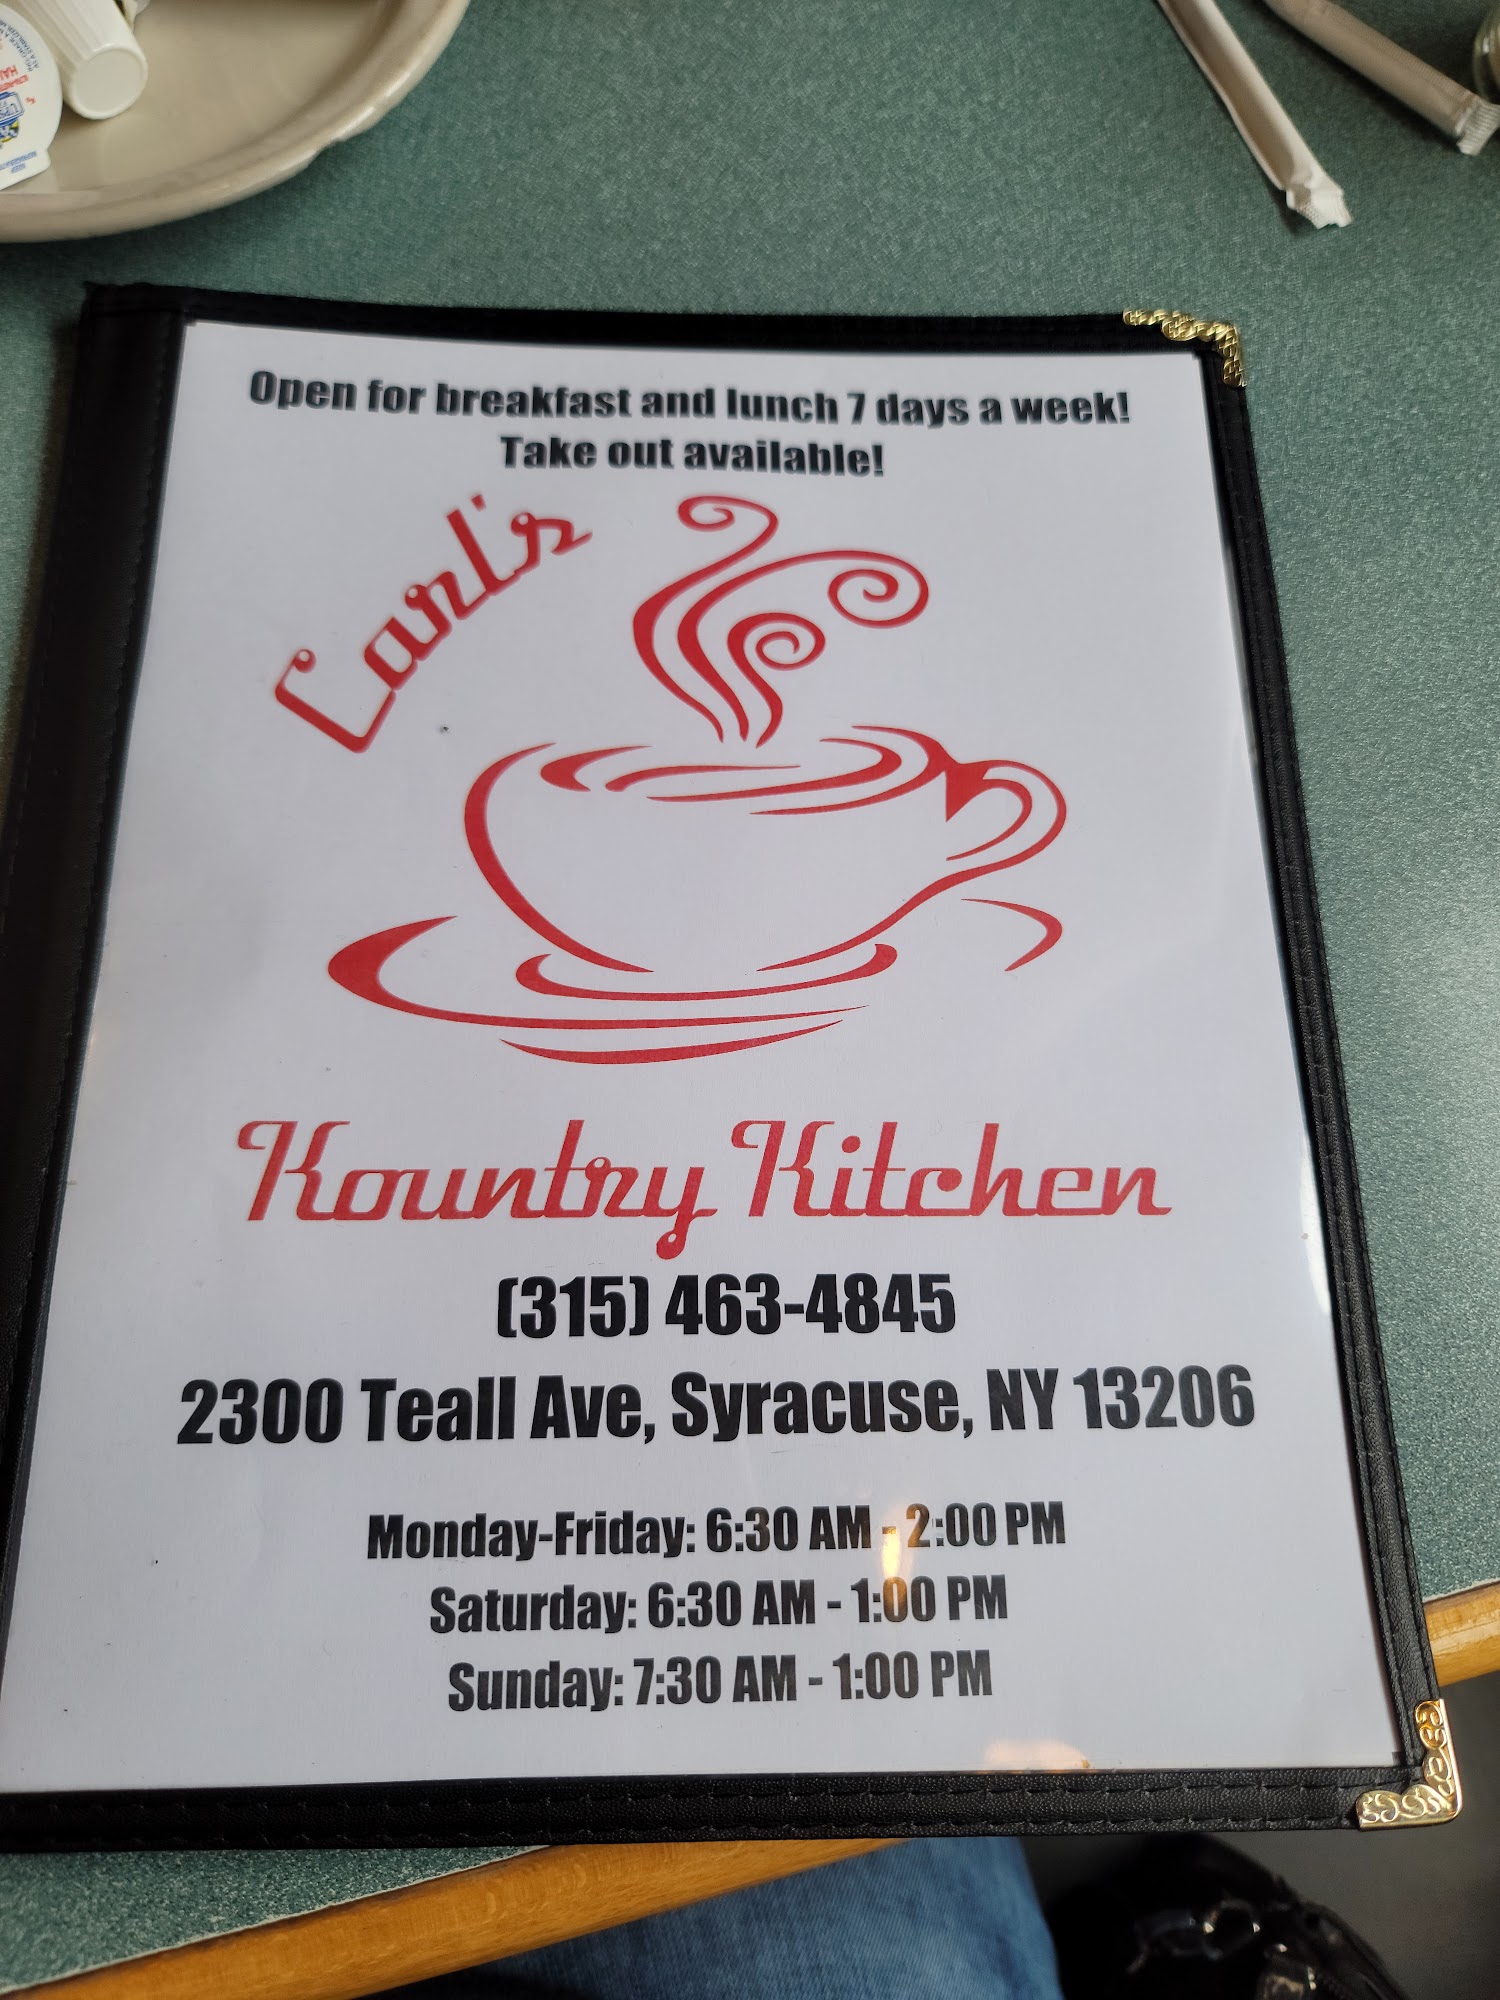 Open for breakfast and lunch 7 days a week!
Take out available!
Carl's
Kountry Kitchen
(315) 463-4845
2300 Teall Ave, Syracuse, NY 13206
Monday-Friday: 6:30 AM - 2:00 PM
Saturday: 6:30 AM - 1:00 PM
Sunday: 7:30 AM - 1:00 PM